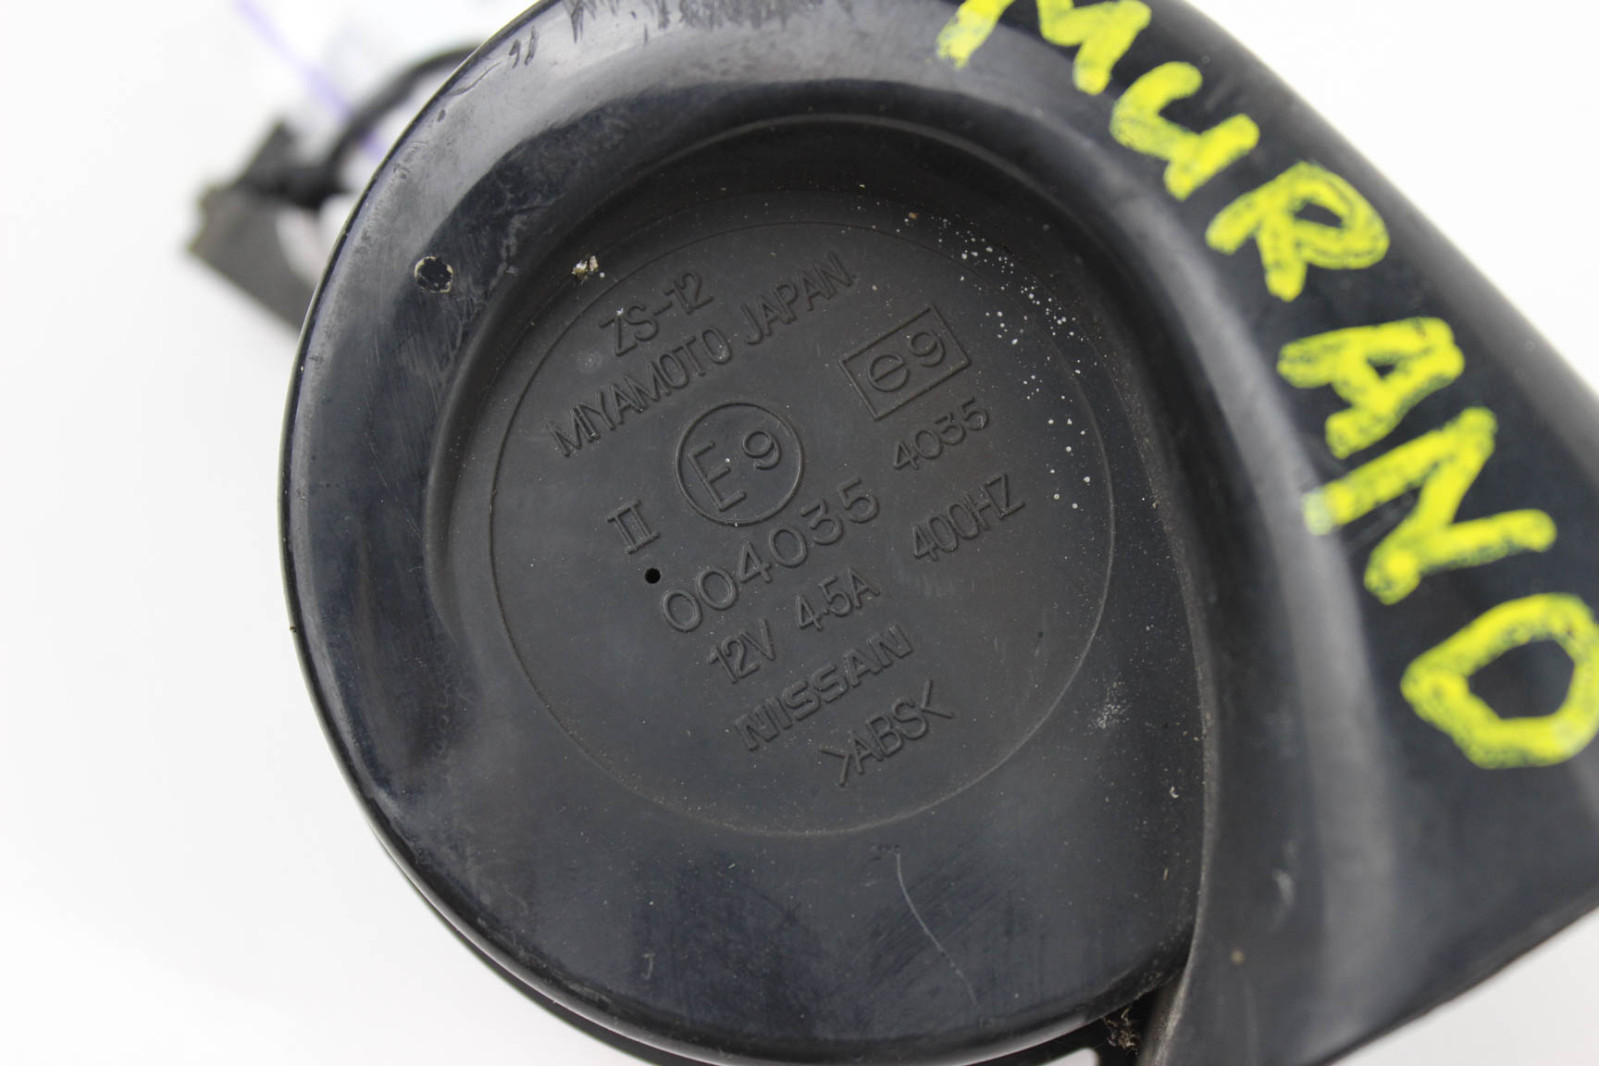 MURANO
ZS-12
MIYAMOTO JAPAN
e9
4035
II E9
004035
12V 4.5A 400HZ
NISSAN
>ABS<